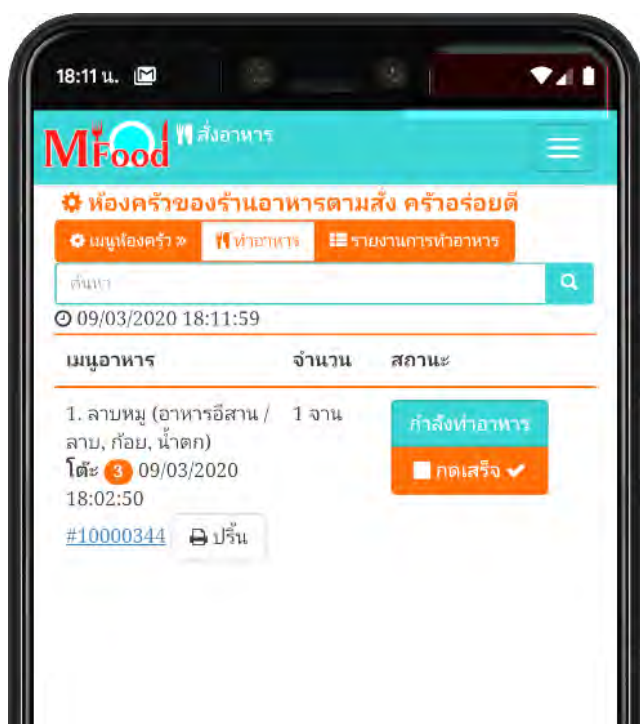 18:11 น.
MFood สั่งอาหาร
ห้องครัวของร้านอาหารตามสั่ง ครัวอร่อยดี
เมนูห้องครัว » ทำอาหาร รายงานการทำอาหาร
ค้นหา
09/03/2020 18:11:59
เมนูอาหาร จำนวน สถานะ
1. ลาบหมู (อาหารอีสาน / 1 จาน กำลังทำอาหาร
ลาบ, ก้อย, น้ำตก)
โต๊ะ 3 09/03/2020 กดเสร็จ
18:02:50
#10000344 ปริ้น